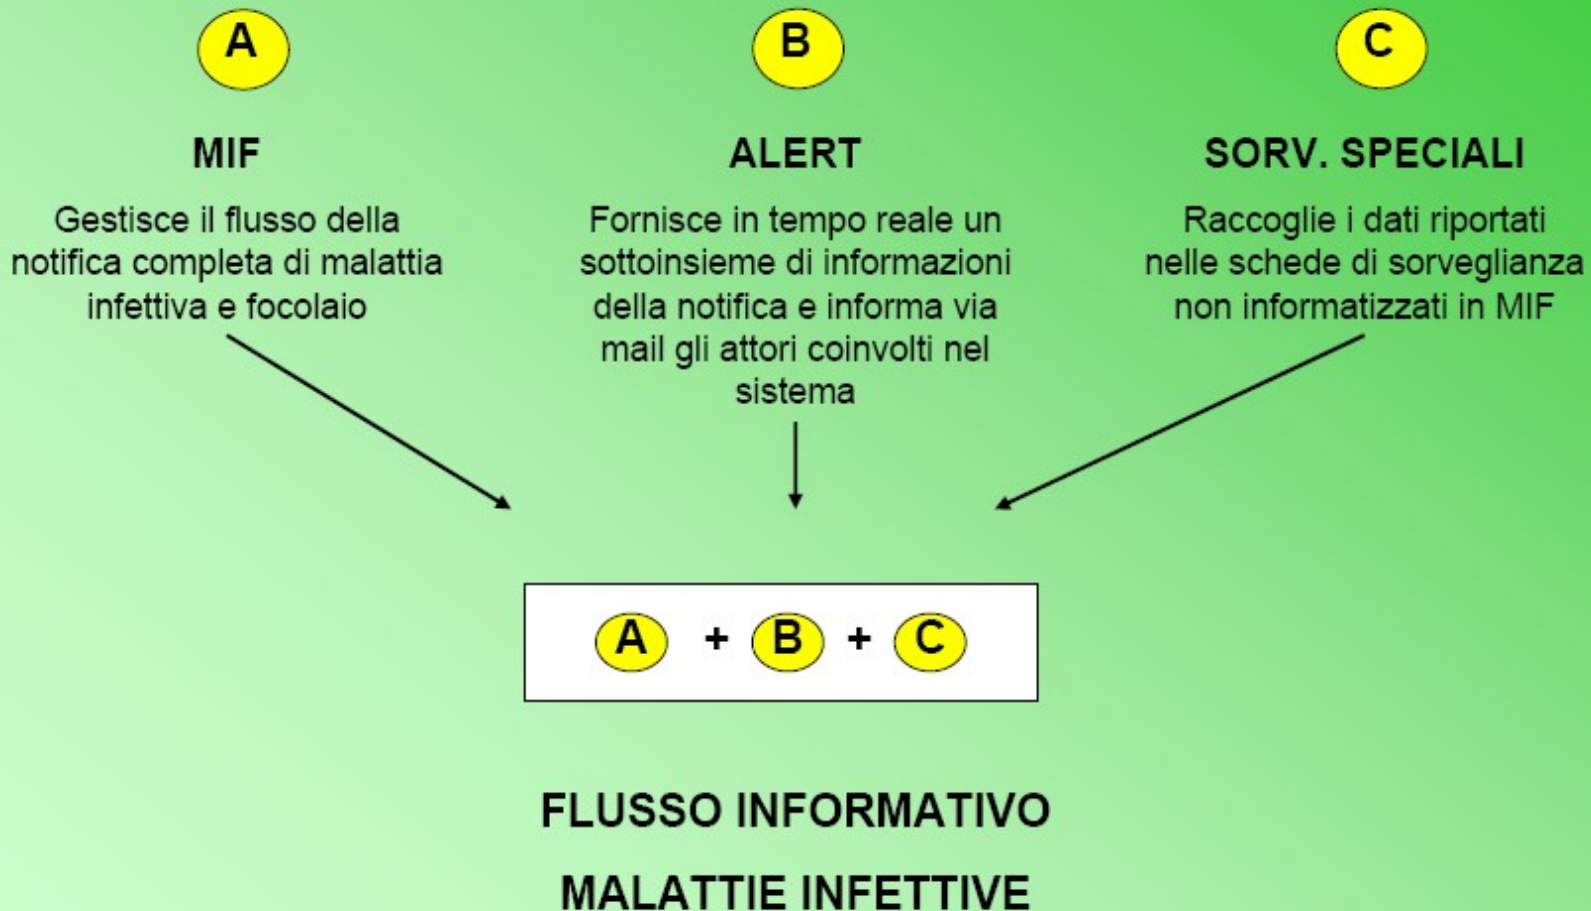 A
MIF
Gestisce il flusso della
notifica completa di malattia
infettiva e focolaio
B
ALERT
Fornisce in tempo reale un
sottoinsieme di informazioni
della notifica e informa via
mail gli attori coinvolti nel
sistema
C
SORV. SPECIALI
Raccoglie i dati riportati
nelle schede di sorveglianza
non informatizzati in MIF
A + B + C
FLUSSO INFORMATIVO
MALATTIE INFETTIVE